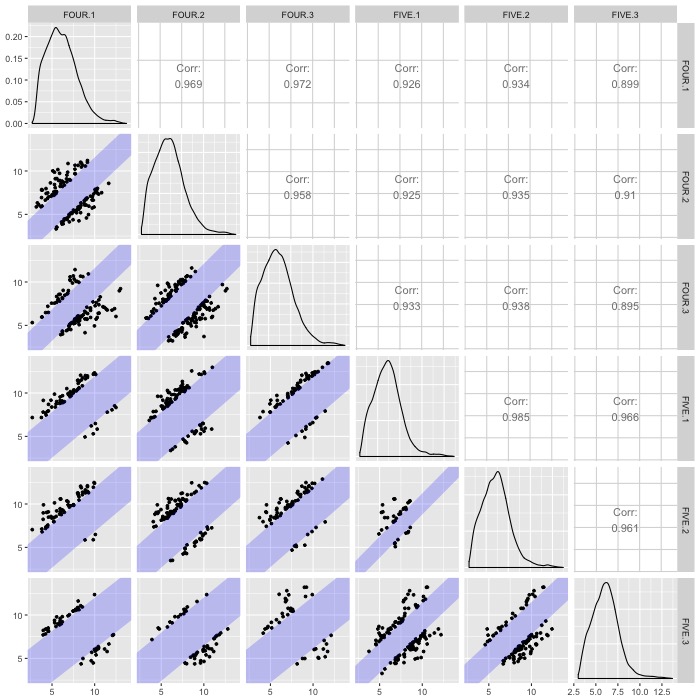 FOUR.1 FOUR.2 FOUR.3 FIVE.1 FIVE.2 FIVE.3
0.20
0.15
0.10
0.05
0.00
Corr:
0.969
Corr:
0.972
Corr:
0.926
Corr:
0.934
Corr:
0.899
FOUR.1
10
5
Corr:
0.958
Corr:
0.925
Corr:
0.935
Corr:
0.91
FOUR.2
10
5
Corr:
0.933
Corr:
0.938
Corr:
0.895
FOUR.3
10
5
Corr:
0.985
Corr:
0.966
FIVE.1
10
5
Corr:
0.961
FIVE.2
10
5
FIVE.3
5 10 5 10 5 10 5 10 5 10 2.5 5.0 7.5 10.0 12.5